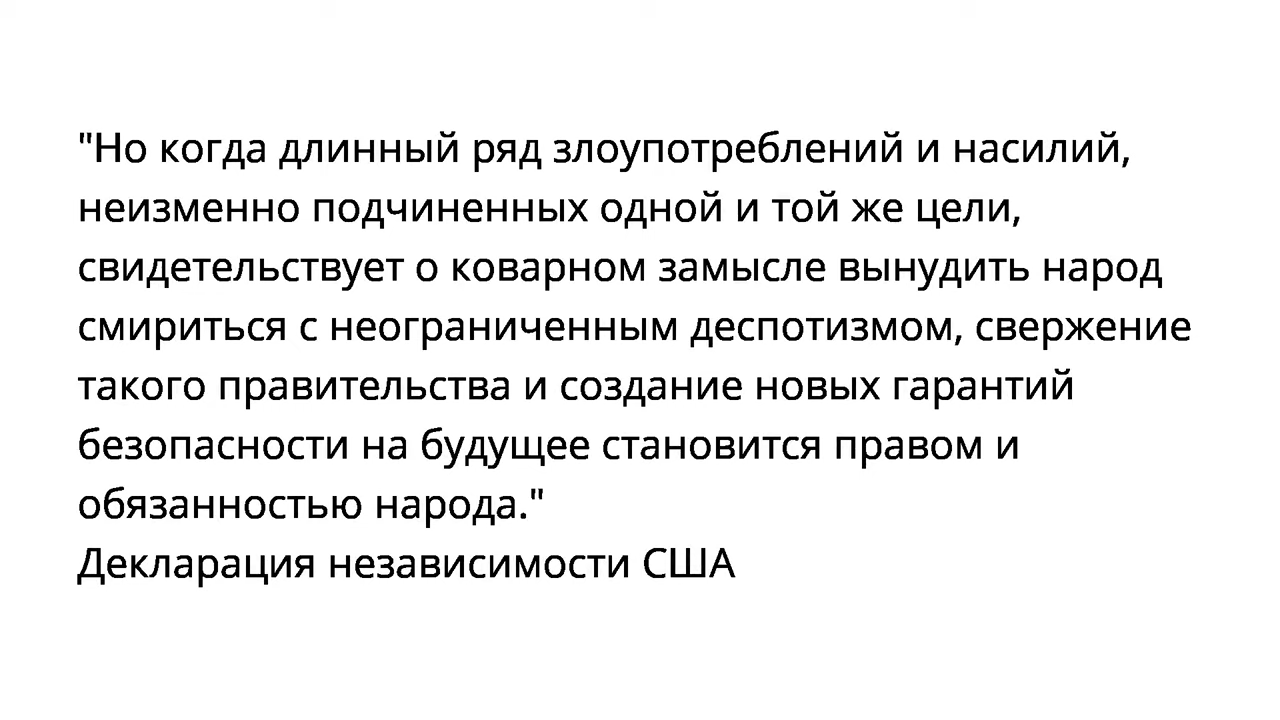 "Но когда длинный ряд злоупотреблений и насилий,
неизменно подчиненных одной и той же цели,
свидетельствует о коварном замысле вынудить народ
смириться с неограниченным деспотизмом, свержение
такого правительства и создание новых гарантий
безопасности на будущее становится правом и
обязанностью народа."
Декларация независимости США